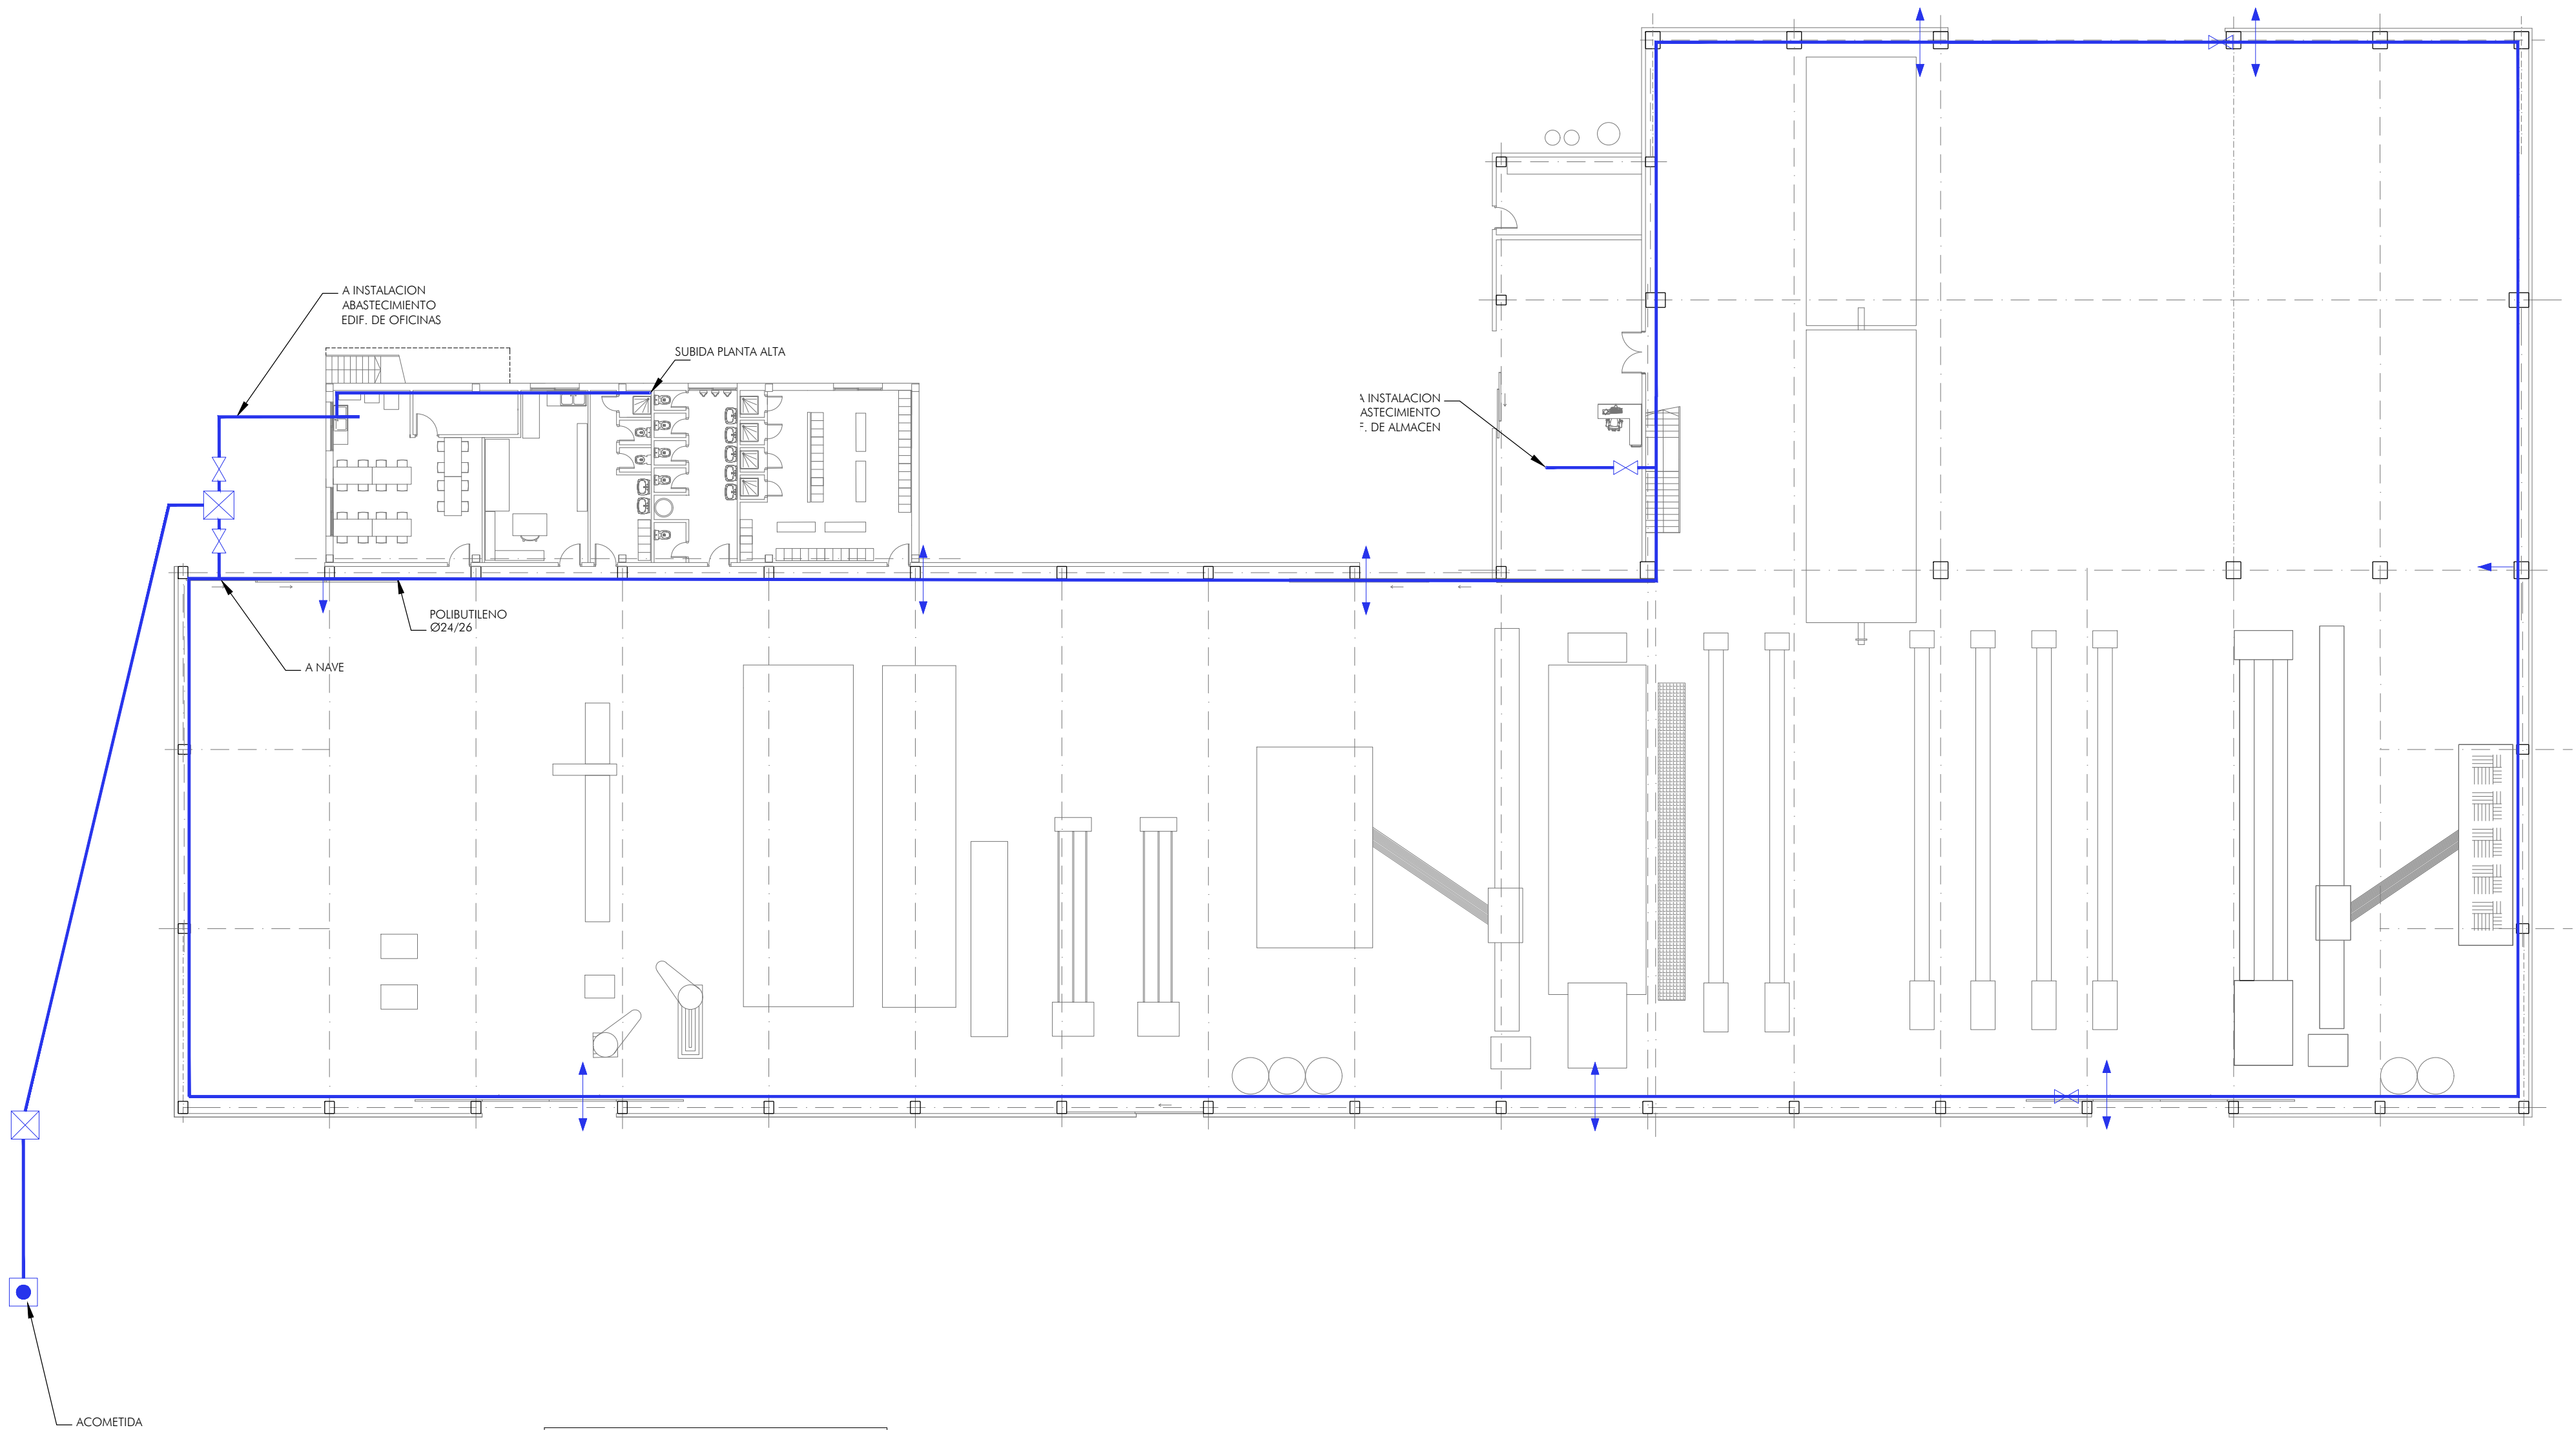 A INSTALACION
ABASTECIMIENTO
EDIF. DE OFICINAS
SUBIDA PLANTA ALTA
INSTALACION
ASTECIMIENTO
F. DE ALMACEN
POLIBUTILENO
Ø24/26
A NAVE
ACOMETIDA